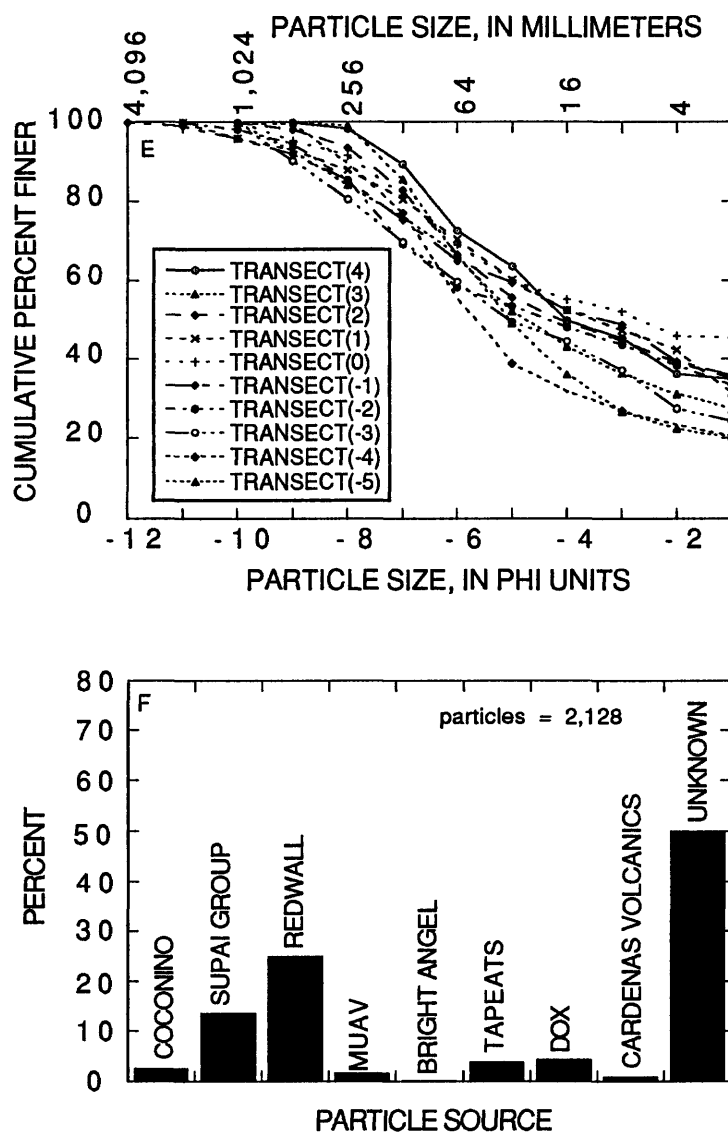 PARTICLE SIZE, IN MILLIMETERS
4,096 1,024 256 64 16 4
E
CUMULATIVE PERCENT FINER
100
80
60
40
20
0
TRANSECT(4)
TRANSECT(3)
TRANSECT(2)
TRANSECT(1)
TRANSECT(0)
TRANSECT(-1)
TRANSECT(-2)
TRANSECT(-3)
TRANSECT(-4)
TRANSECT(-5)
-12 -10 -8 -6 -4 -2
PARTICLE SIZE, IN PHI UNITS
F
particles = 2,128
PERCENT
80
70
60
50
40
30
20
10
0
COCONINO
SUPAI GROUP
REDWALL
MUAV
BRIGHT ANGEL
TAPEATS
DOX
CARDENAS VOLCANICS
UNKNOWN
PARTICLE SOURCE